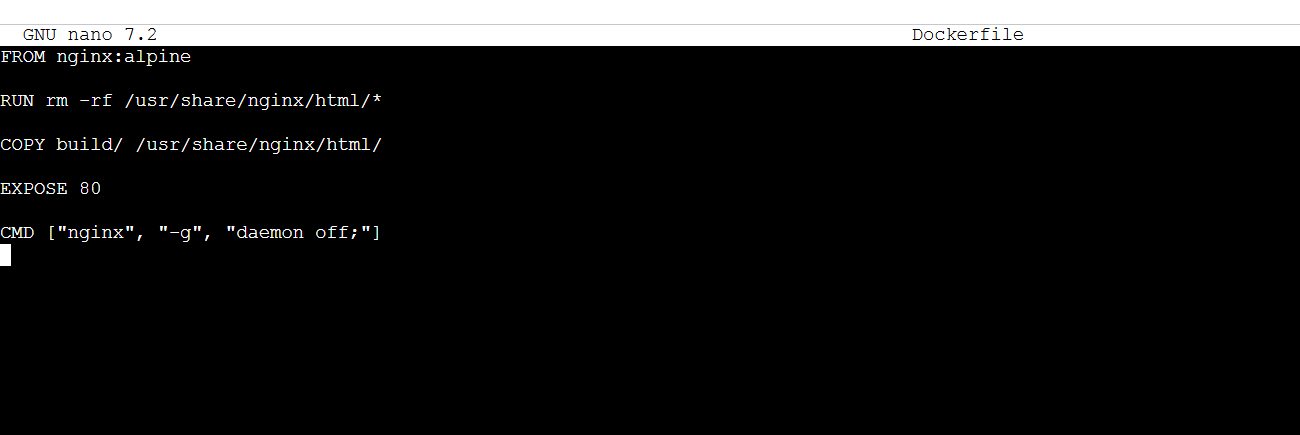 GNU nano 7.2 Dockerfile
FROM nginx:alpine
RUN rm -rf /usr/share/nginx/html/*
COPY build/ /usr/share/nginx/html/
EXPOSE 80
CMD ["nginx", "-g", "daemon off;"]